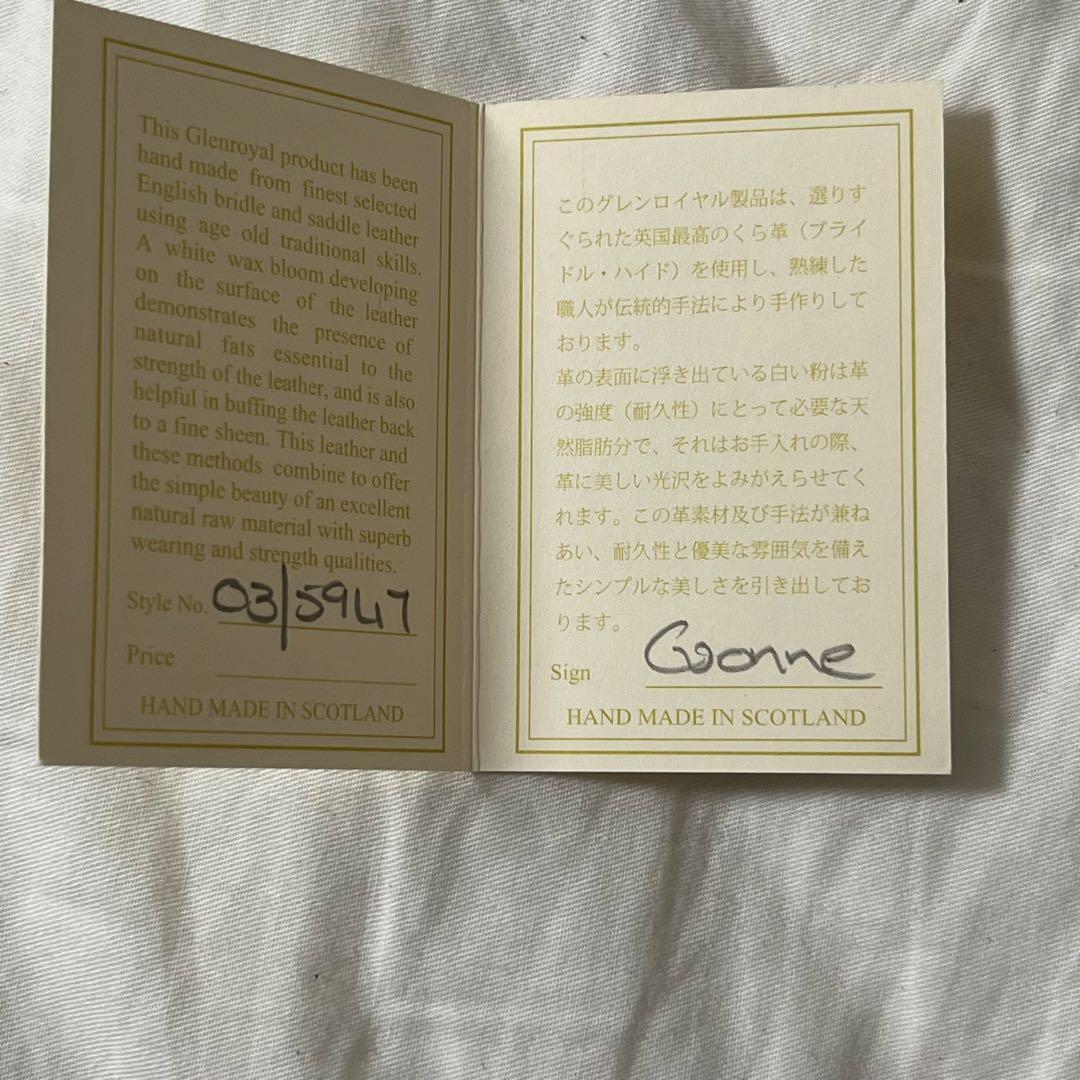 This Glenroyal product has been
hand made from finest selected
English bridle and saddle leather
using age old traditional skills.
A white wax bloom developing
on the surface of the leather
demonstrates the presence of
natural fats essential to the
strength of the leather, and is also
helpful in buffing the leather back
to a fine sheen. This leather and
these methods combine to offer
the simple beauty of an excellent
natural raw material with superb
wearing and strength qualities.
Style No. 03/5947
Price
HAND MADE IN SCOTLAND
このグレンロイヤル製品は、選りす
ぐられた英国最高のくら革（ブライ
ドル・ハイド）を使用し、熟練した
職人が伝統的手法により手作りして
おります。
革の表面に浮き出ている白い粉は革
の強度（耐久性）にとって必要な天
然脂肪分で、それはお手入れの際、
革に美しい光沢をよみがえらせてく
れます。この革素材及び手法が兼ね
あい、耐久性と優美な雰囲気を備え
たシンプルな美しさを引き出してお
ります。
Sign
HAND MADE IN SCOTLAND